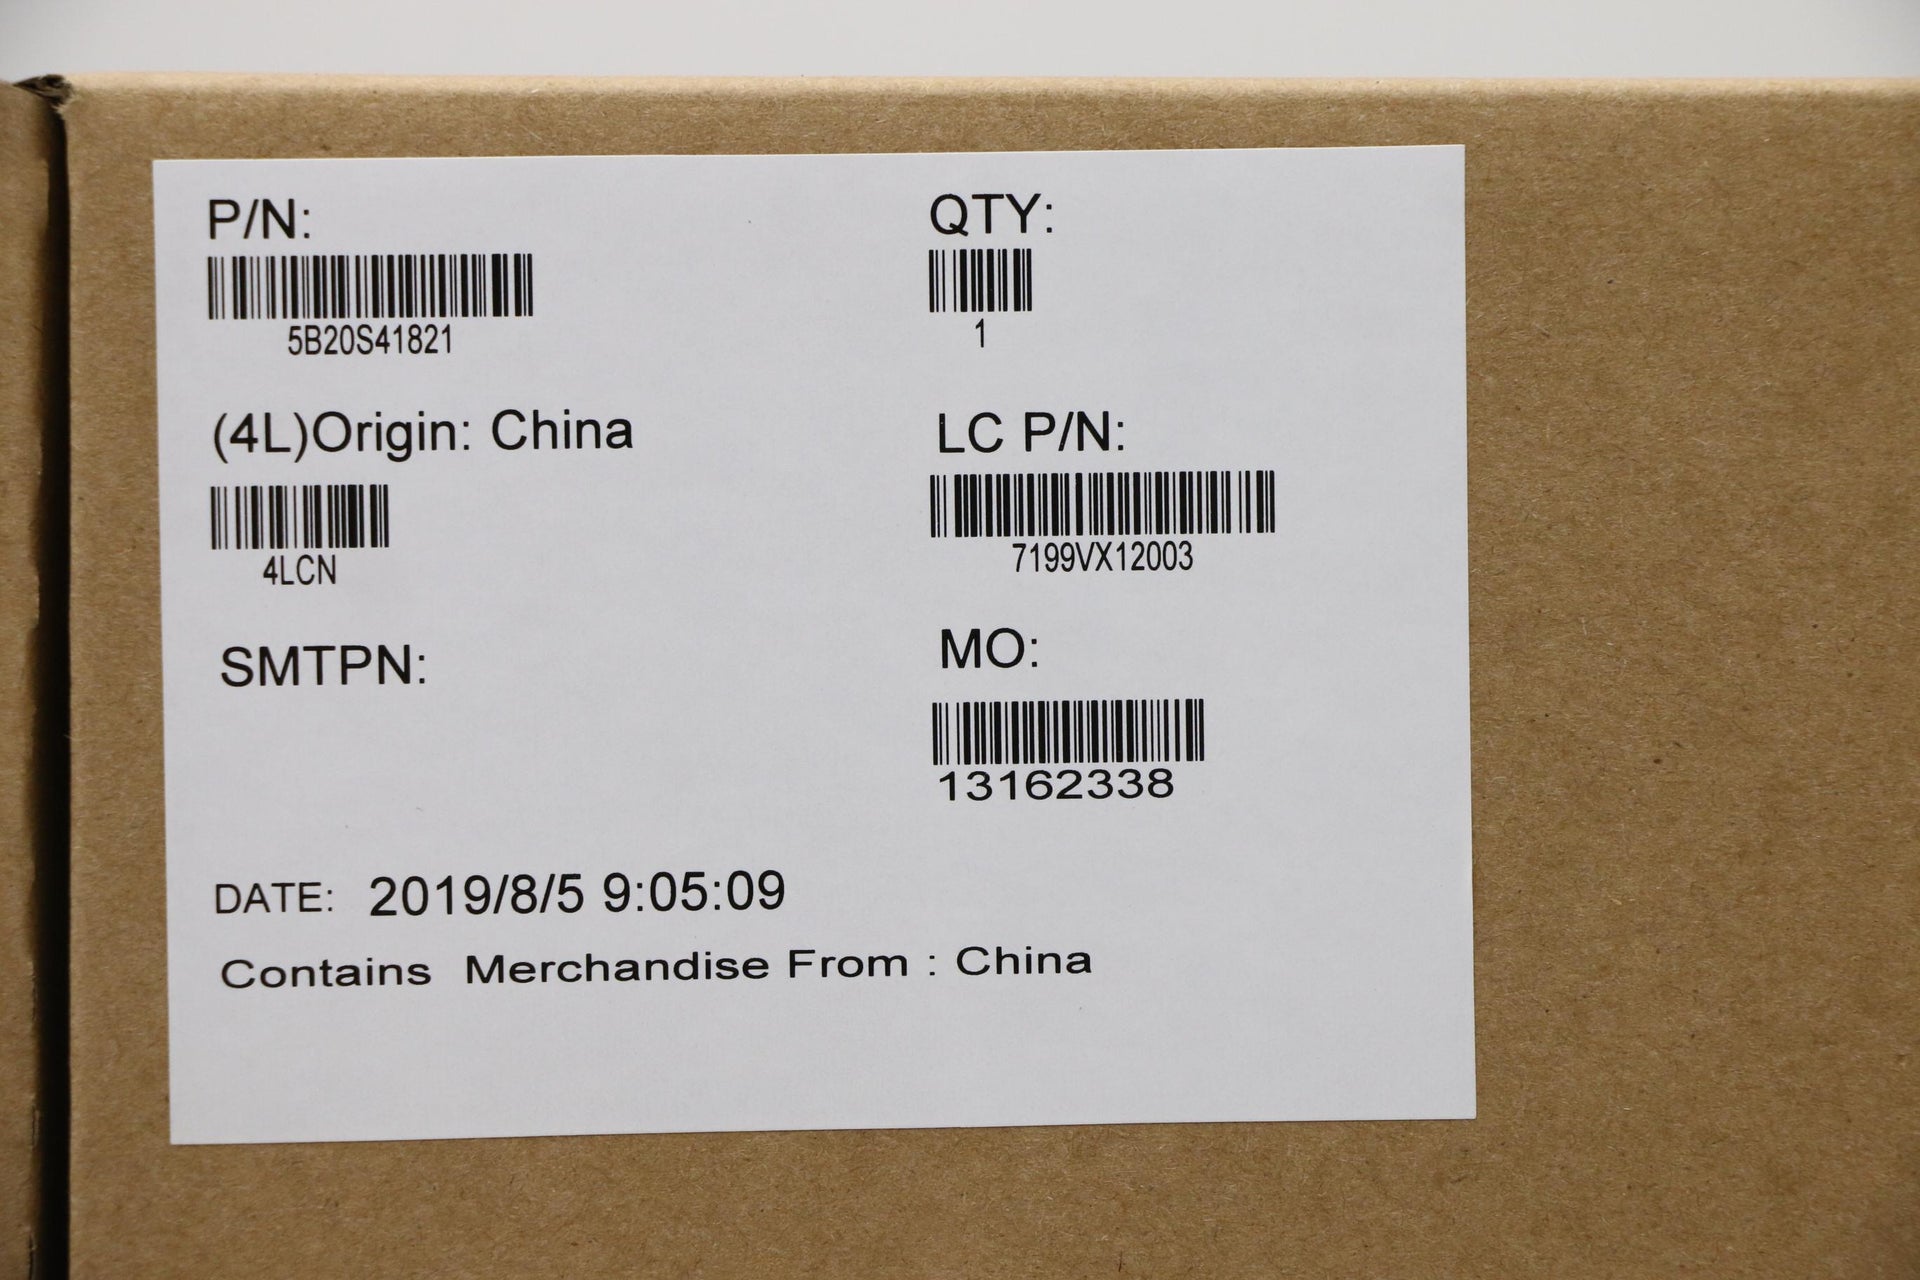 P/N:
5B20S41821
QTY:
1
(4L)Origin: China
4LCN
LC P/N:
7199VX12003
SMTPN:
MO:
13162338
DATE: 2019/8/5 9:05:09
Contains Merchandise From : China